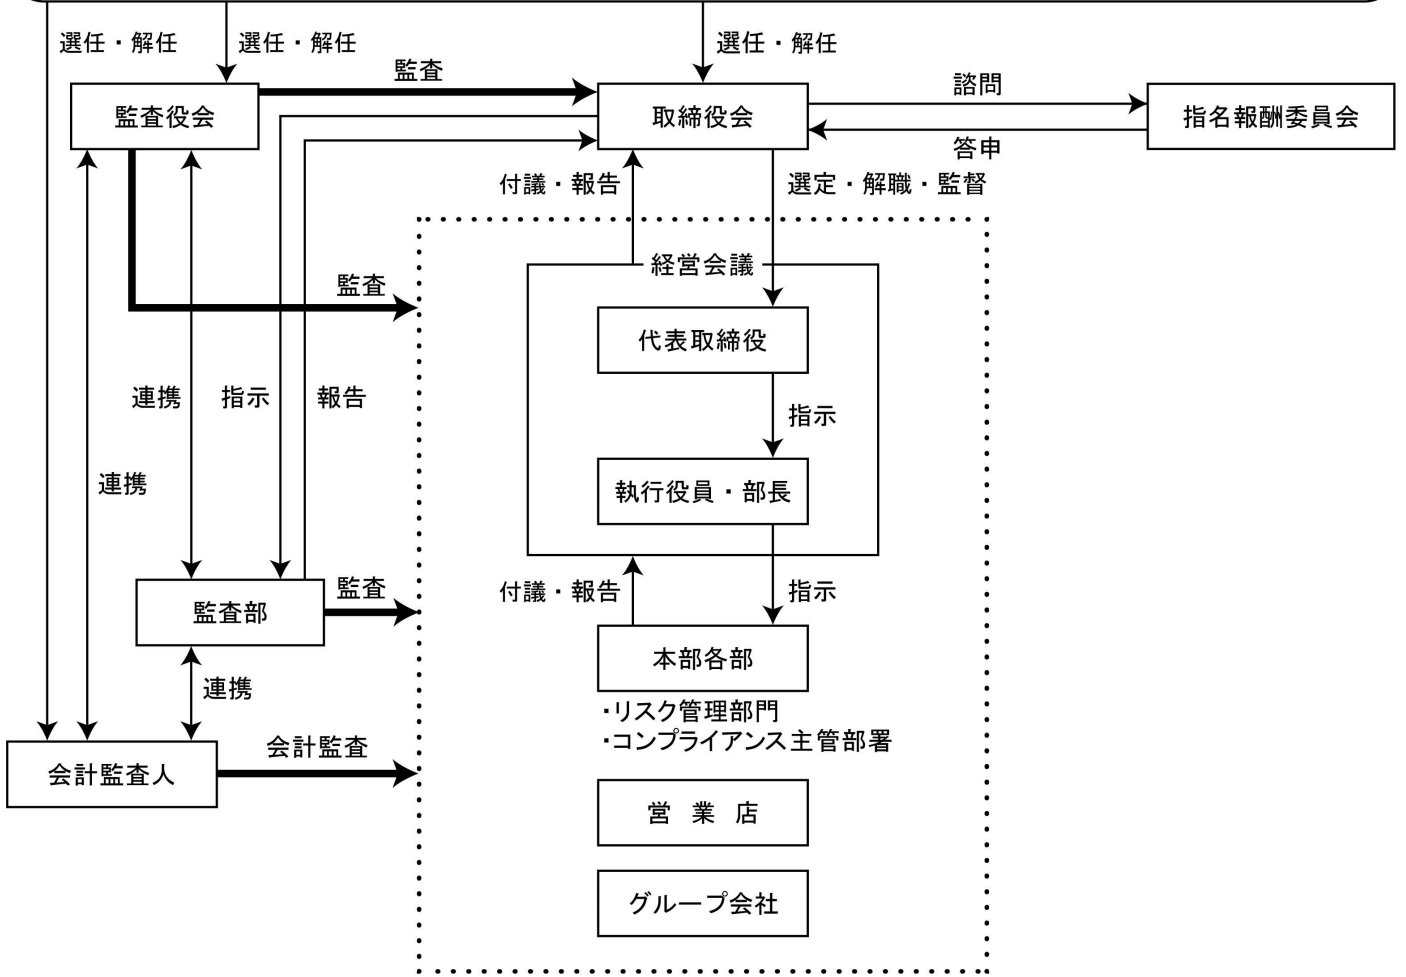 選任・解任
選任・解任
選任・解任
監査
諮問
監査役会
取締役会
指名報酬委員会
答申
付議・報告
選定・解職・監督
経営会議
監査
代表取締役
連携
指示
報告
指示
連携
執行役員・部長
監査
付議・報告
指示
監査部
本部各部
連携
・リスク管理部門
・コンプライアンス主管部署
会計監査
会計監査人
営業店
グループ会社